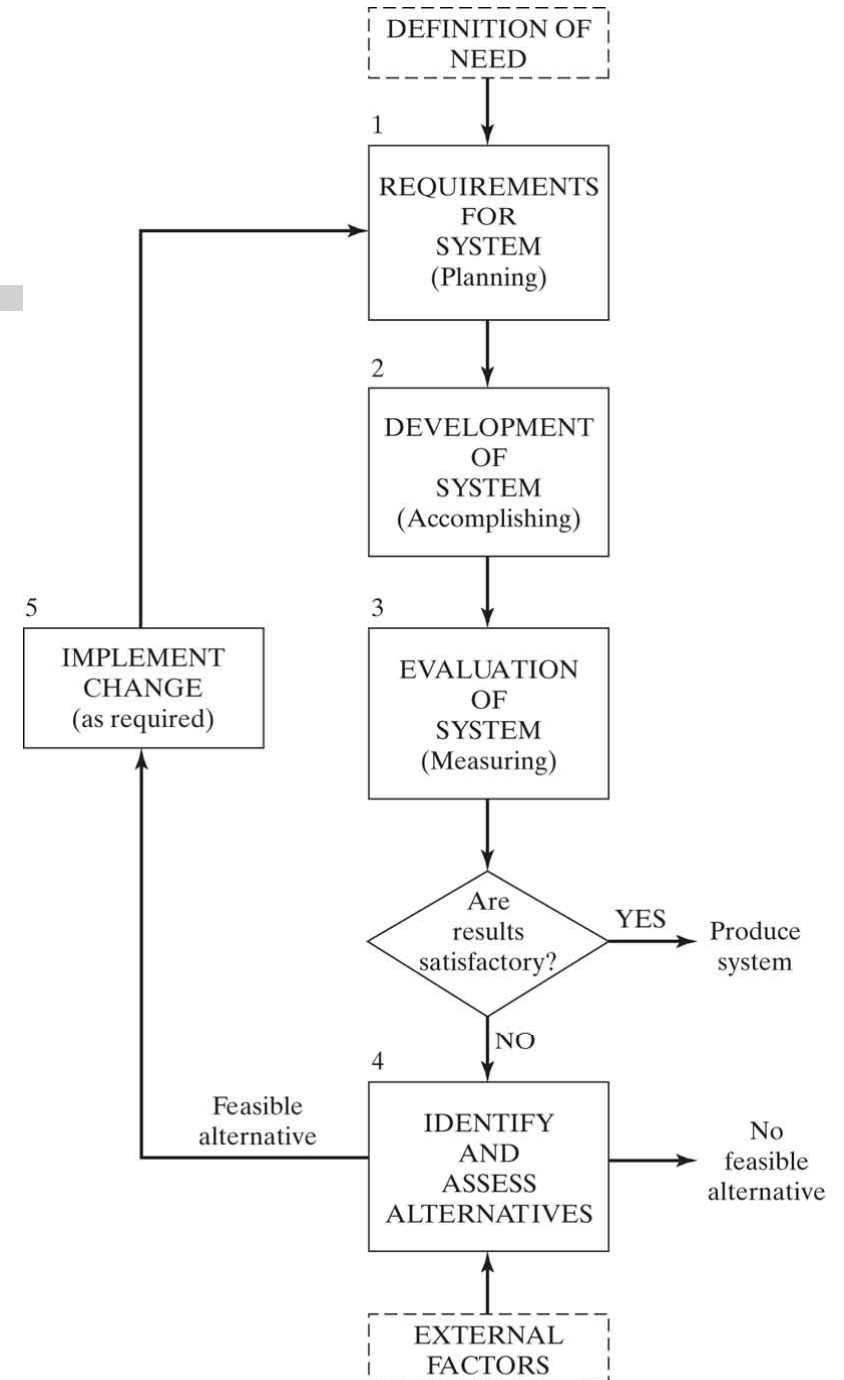 DEFINITION OF
NEED
1
REQUIREMENTS
FOR
SYSTEM
(Planning)
2
DEVELOPMENT
OF
SYSTEM
(Accomplishing)
5
IMPLEMENT
CHANGE
(as required)
3
EVALUATION
OF
SYSTEM
(Measuring)
Are
results
satisfactory?
YES
Produce
system
NO
4
IDENTIFY
AND
ASSESS
ALTERNATIVES
Feasible
alternative
No
feasible
alternative
EXTERNAL
FACTORS